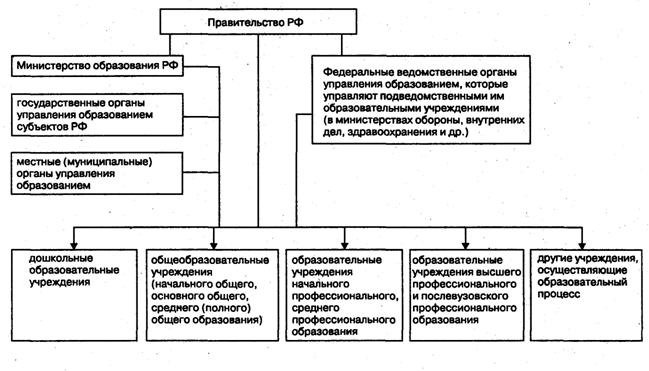 Правительство РФ
Министерство образования РФ
государственные органы
управления образованием
субъектов РФ
местные (муниципальные)
органы управления
образованием
Федеральные ведомственные органы
управления образованием, которые
управляют подведомственными им
образовательными учреждениями
(в министерствах обороны, внутренних
дел, здравоохранения и др.)
дошкольные
образовательные
учреждения
общеобразовательные
учреждения
(начального общего,
основного общего,
среднего (полного)
общего образования)
образовательные
учреждения
начального
профессионального,
среднего
профессионального
образования
образовательные
учреждения высшего
профессионального
и послевузовского
профессионального
образования
другие учреждения,
осуществляющие
образовательный
процесс